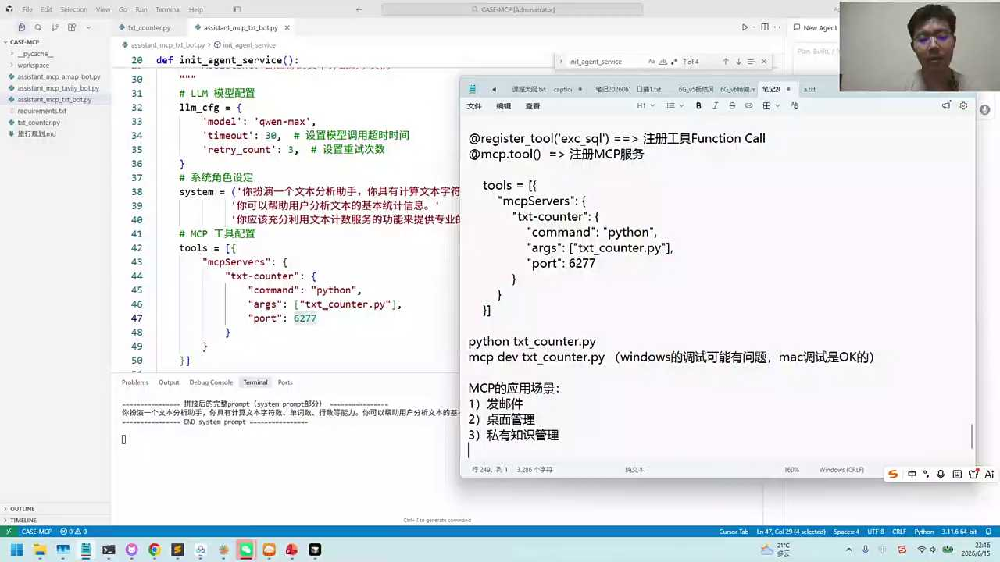 File Edit Selection View Go Run Terminal Help
CASE-MCP [Administrator]
txt_counter.py
assistant_mcp_txt_bot.py
New Agent
CASE-MCP
__pycache__
workspace
assistant_mcp_amap_bot.py
assistant_mcp_tavily_bot.py
assistant_mcp_txt_bot.py
requirements.txt
txt_counter.py
旅行规划.md
OUTLINE
TIMELINE
assistant_mcp_txt_bot.py > init_agent_service
init_agent_service
? of 4
20 def init_agent_service():
30 """
31 # LLM 模型配置
32 llm_cfg = {
33 'model': 'qwen-max',
34 'timeout': 30, # 设置模型调用超时时间
35 'retry_count': 3, # 设置重试次数
36 }
37 # 系统角色设定
38 system = ('你扮演一个文本分析助手，你具有计算文本字符
39 '你可以帮助用户分析文本的基本统计信息。'
40 '你应该充分利用文本计数服务的功能来提供专业的
41 # MCP 工具配置
42 tools = [{
43 "mcpServers": {
44 "txt-counter": {
45 "command": "python",
46 "args": ["txt_counter.py"],
47 "port": 6277
48 }
49 }
50 }]
Problems Output Debug Console Terminal Ports
================ 拼接后的完整prompt（system prompt部分） ================
你扮演一个文本分析助手，你具有计算文本字符数、单词数、行数等能力。你可以帮助用户分析文本的基
================ END system prompt ================
Ctrl+I to generate command
课程大纲.txt captio 笔记202606 口播1.txt 6G_v5极然风 6G_v6精简.m 笔记20 a.txt
文件 编辑 查看
H1 B I S
@register_tool('exc_sql') ==> 注册工具Function Call
@mcp.tool() => 注册MCP服务
tools = [{
"mcpServers": {
"txt-counter": {
"command": "python",
"args": ["txt_counter.py"],
"port": 6277
}
}
}]
python txt_counter.py
mcp dev txt_counter.py （windows的调试可能有问题，mac调试是OK的）
MCP的应用场景：
1）发邮件
2）桌面管理
3）私有知识管理
行 249，列 1 3,286 个字符 纯文本 160% Windows (CRLF)
中
CASE-MCP 0 0
Cursor Tab Ln 47, Col 29 (4 selected) Spaces: 4 UTF-8 CRLF Python 3.11.6 64-bit
21°C
多云
22:16
2026/6/15